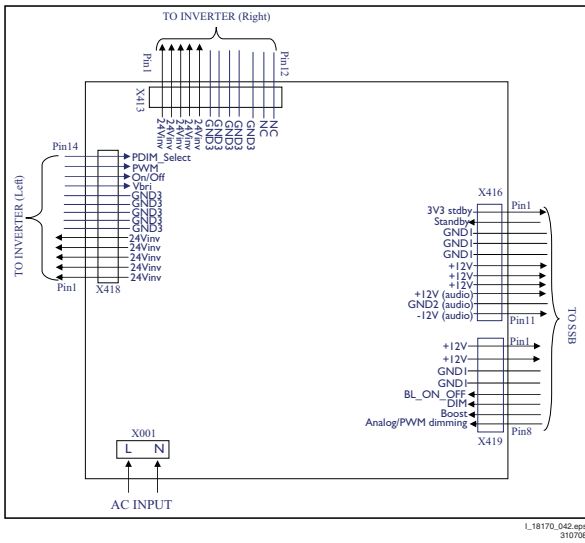 TO INVERTER (Right)
Pin1
Pin12
X413
24Vinv
24Vinv
24Vinv
24Vinv
24Vinv
GND3
GND3
GND3
GND3
GND3
NC
NC
Pin14
TO INVERTER (Left)
PDIM_Select
PWM
On/Off
Vbri
GND3
GND3
GND3
GND3
GND3
24Vinv
24Vinv
24Vinv
24Vinv
24Vinv
Pin1
X418
X416
Pin1
3V3 stdby
Standby
GND1
GND1
GND1
+12V
+12V
+12V
+12V (audio)
GND2 (audio)
-12V (audio)
Pin11
TO SSB
Pin1
+12V
+12V
GND1
GND1
BL_ON_OFF
DIM
Boost
Analog/PWM dimming
Pin8
X419
X001
L N
AC INPUT
I_18170_042.eps
310708